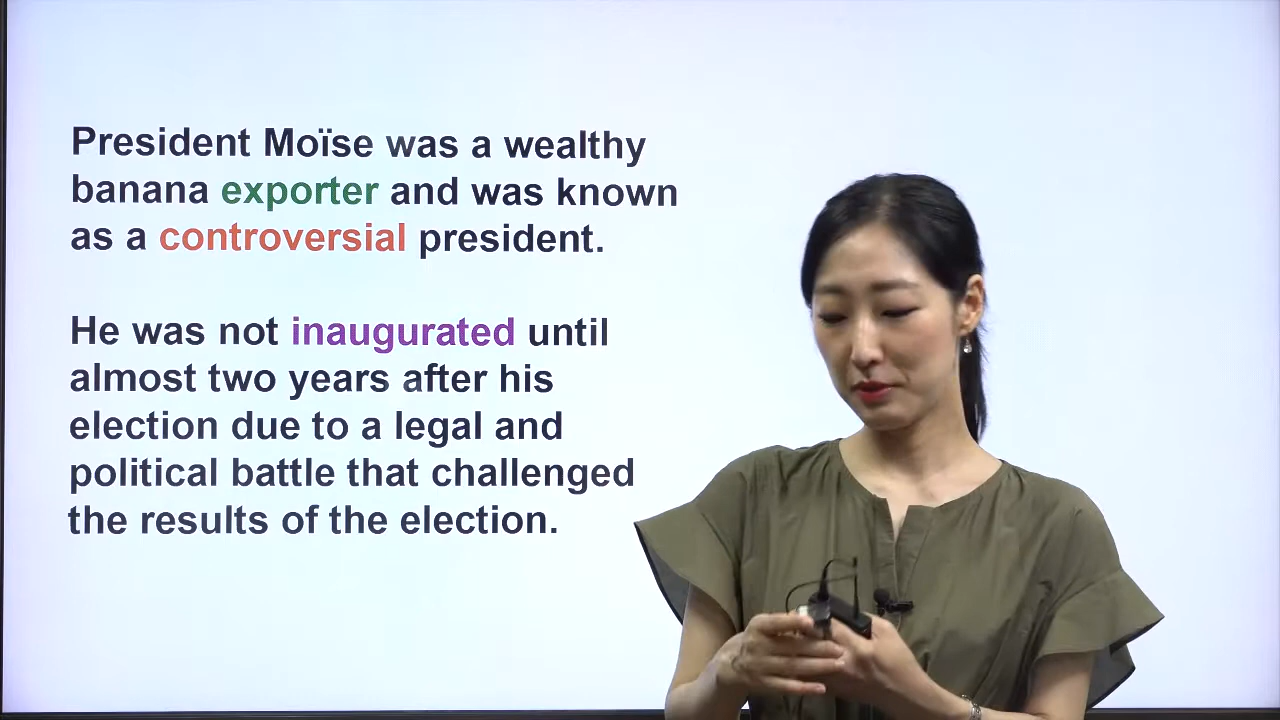 President Moïse was a wealthy
banana exporter and was known
as a controversial president.
He was not inaugurated until
almost two years after his
election due to a legal and
political battle that challenged
the results of the election.